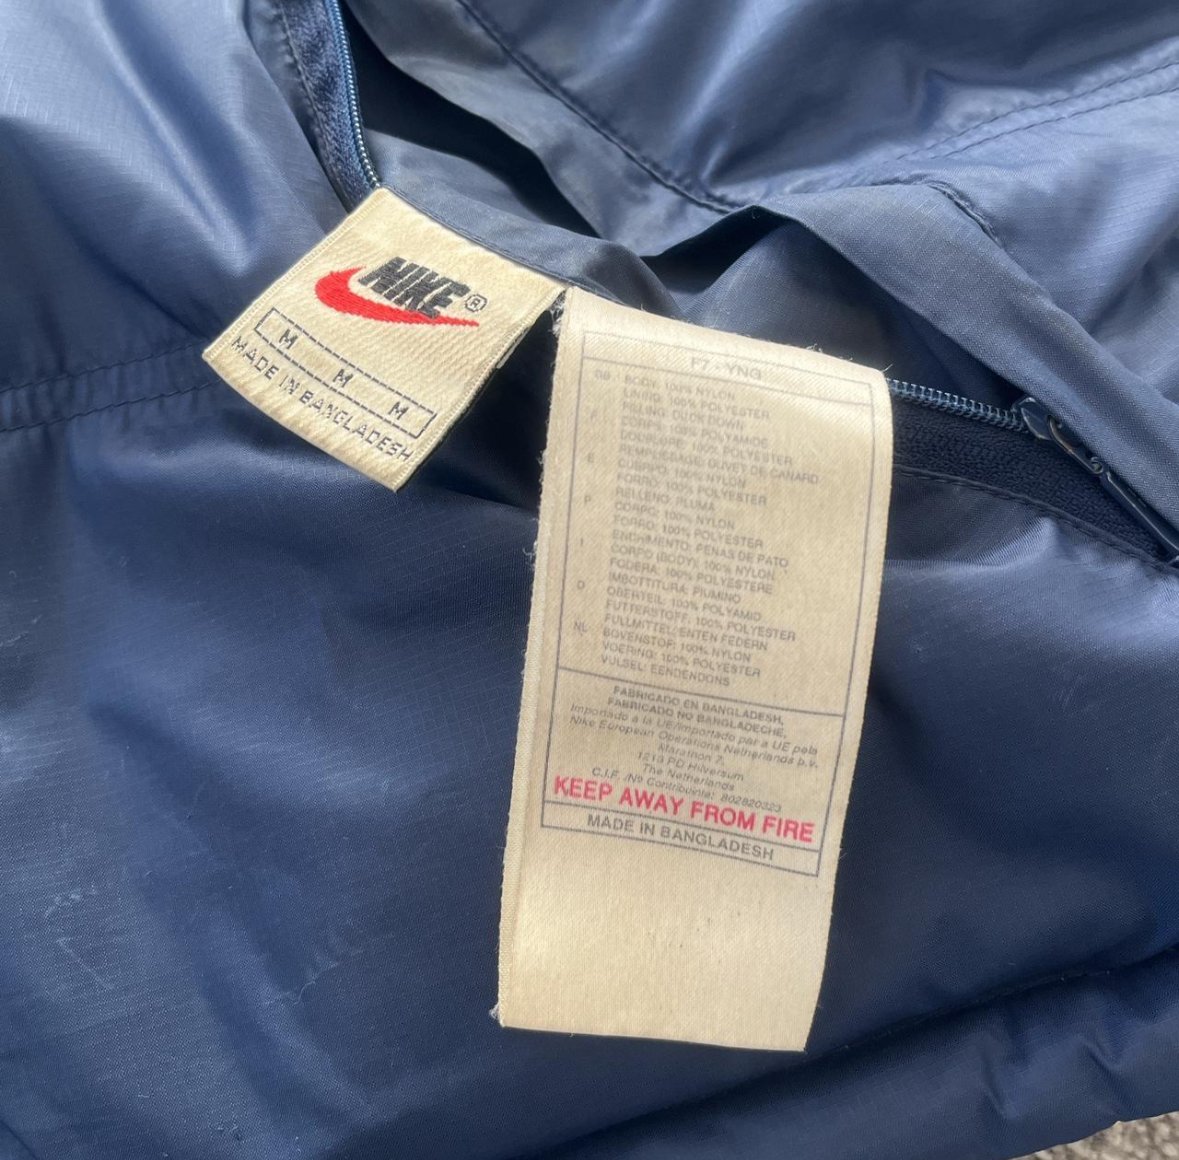 NIKE®
M M M
MADE IN BANGLADESH
F7 - YNG
GB BODY: 100% NYLON
LINING: 100% POLYESTER
FILLING: DUCK DOWN
F CORPS: 100% POLYAMIDE
DOUBLURE: 100% POLYESTER
REMPLISSAGE: DUVET DE CANARD
E CUERPO: 100% NYLON
FORRO: 100% POLYESTER
RELLENO: PLUMA
P CORPO: 100% NYLON
FORRO: 100% POLYESTER
ENCHIMENTO: PENAS DE PATO
I CORPO (BODY): 100% NYLON
FODERA: 100% POLYESTERE
IMBOTTITURA: PIUMINO
D OBERTEIL: 100% POLYAMID
FUTTERSTOFF: 100% POLYESTER
FULLMITTEL: ENTEN FEDERN
NL BOVENSTOF: 100% NYLON
VOERING: 100% POLYESTER
VULSEL: EENDENDONS
FABRICADO EN BANGLADESH,
FABRICADO NO BANGLADECHE,
Importado a la UE/Importado par a UE pela
Nike European Operations Netherlands b.v.
Marathon 7,
1213 PD Hilversum
The Netherlands
C.I.F. /No Contribuinte: 802820323
KEEP AWAY FROM FIRE
MADE IN BANGLADESH